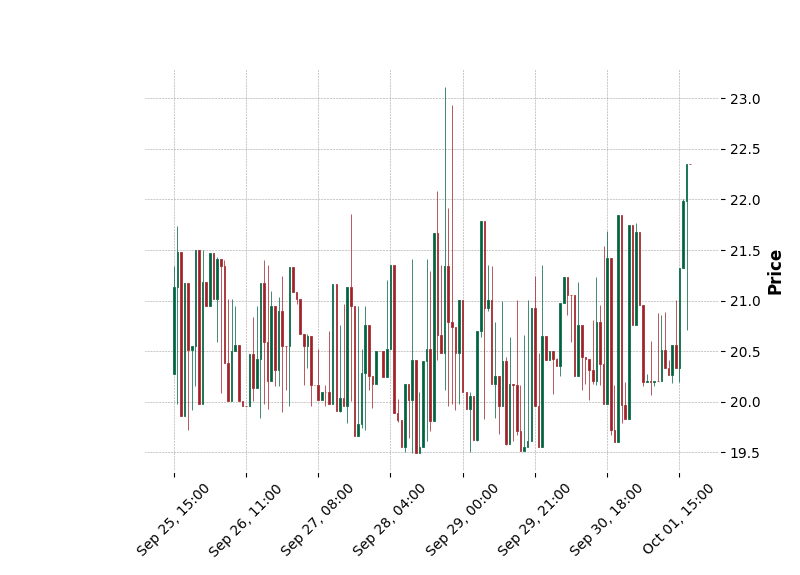 23.0
22.5
22.0
21.5
21.0
20.5
20.0
19.5
Price
Sep 25, 15:00
Sep 26, 11:00
Sep 27, 08:00
Sep 28, 04:00
Sep 29, 00:00
Sep 29, 21:00
Sep 30, 18:00
Oct 01, 15:00